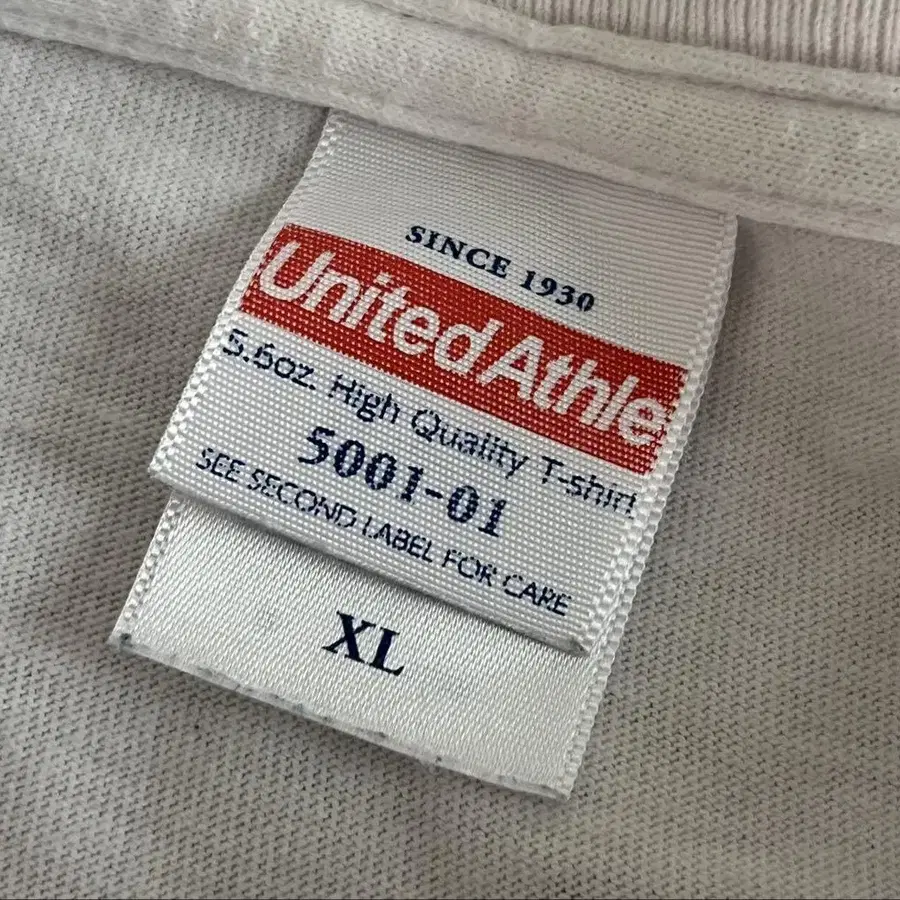 SINCE 1930
United Athle
5.6oz. High Quality T-shirt
5001-01
SEE SECOND LABEL FOR CARE
XL